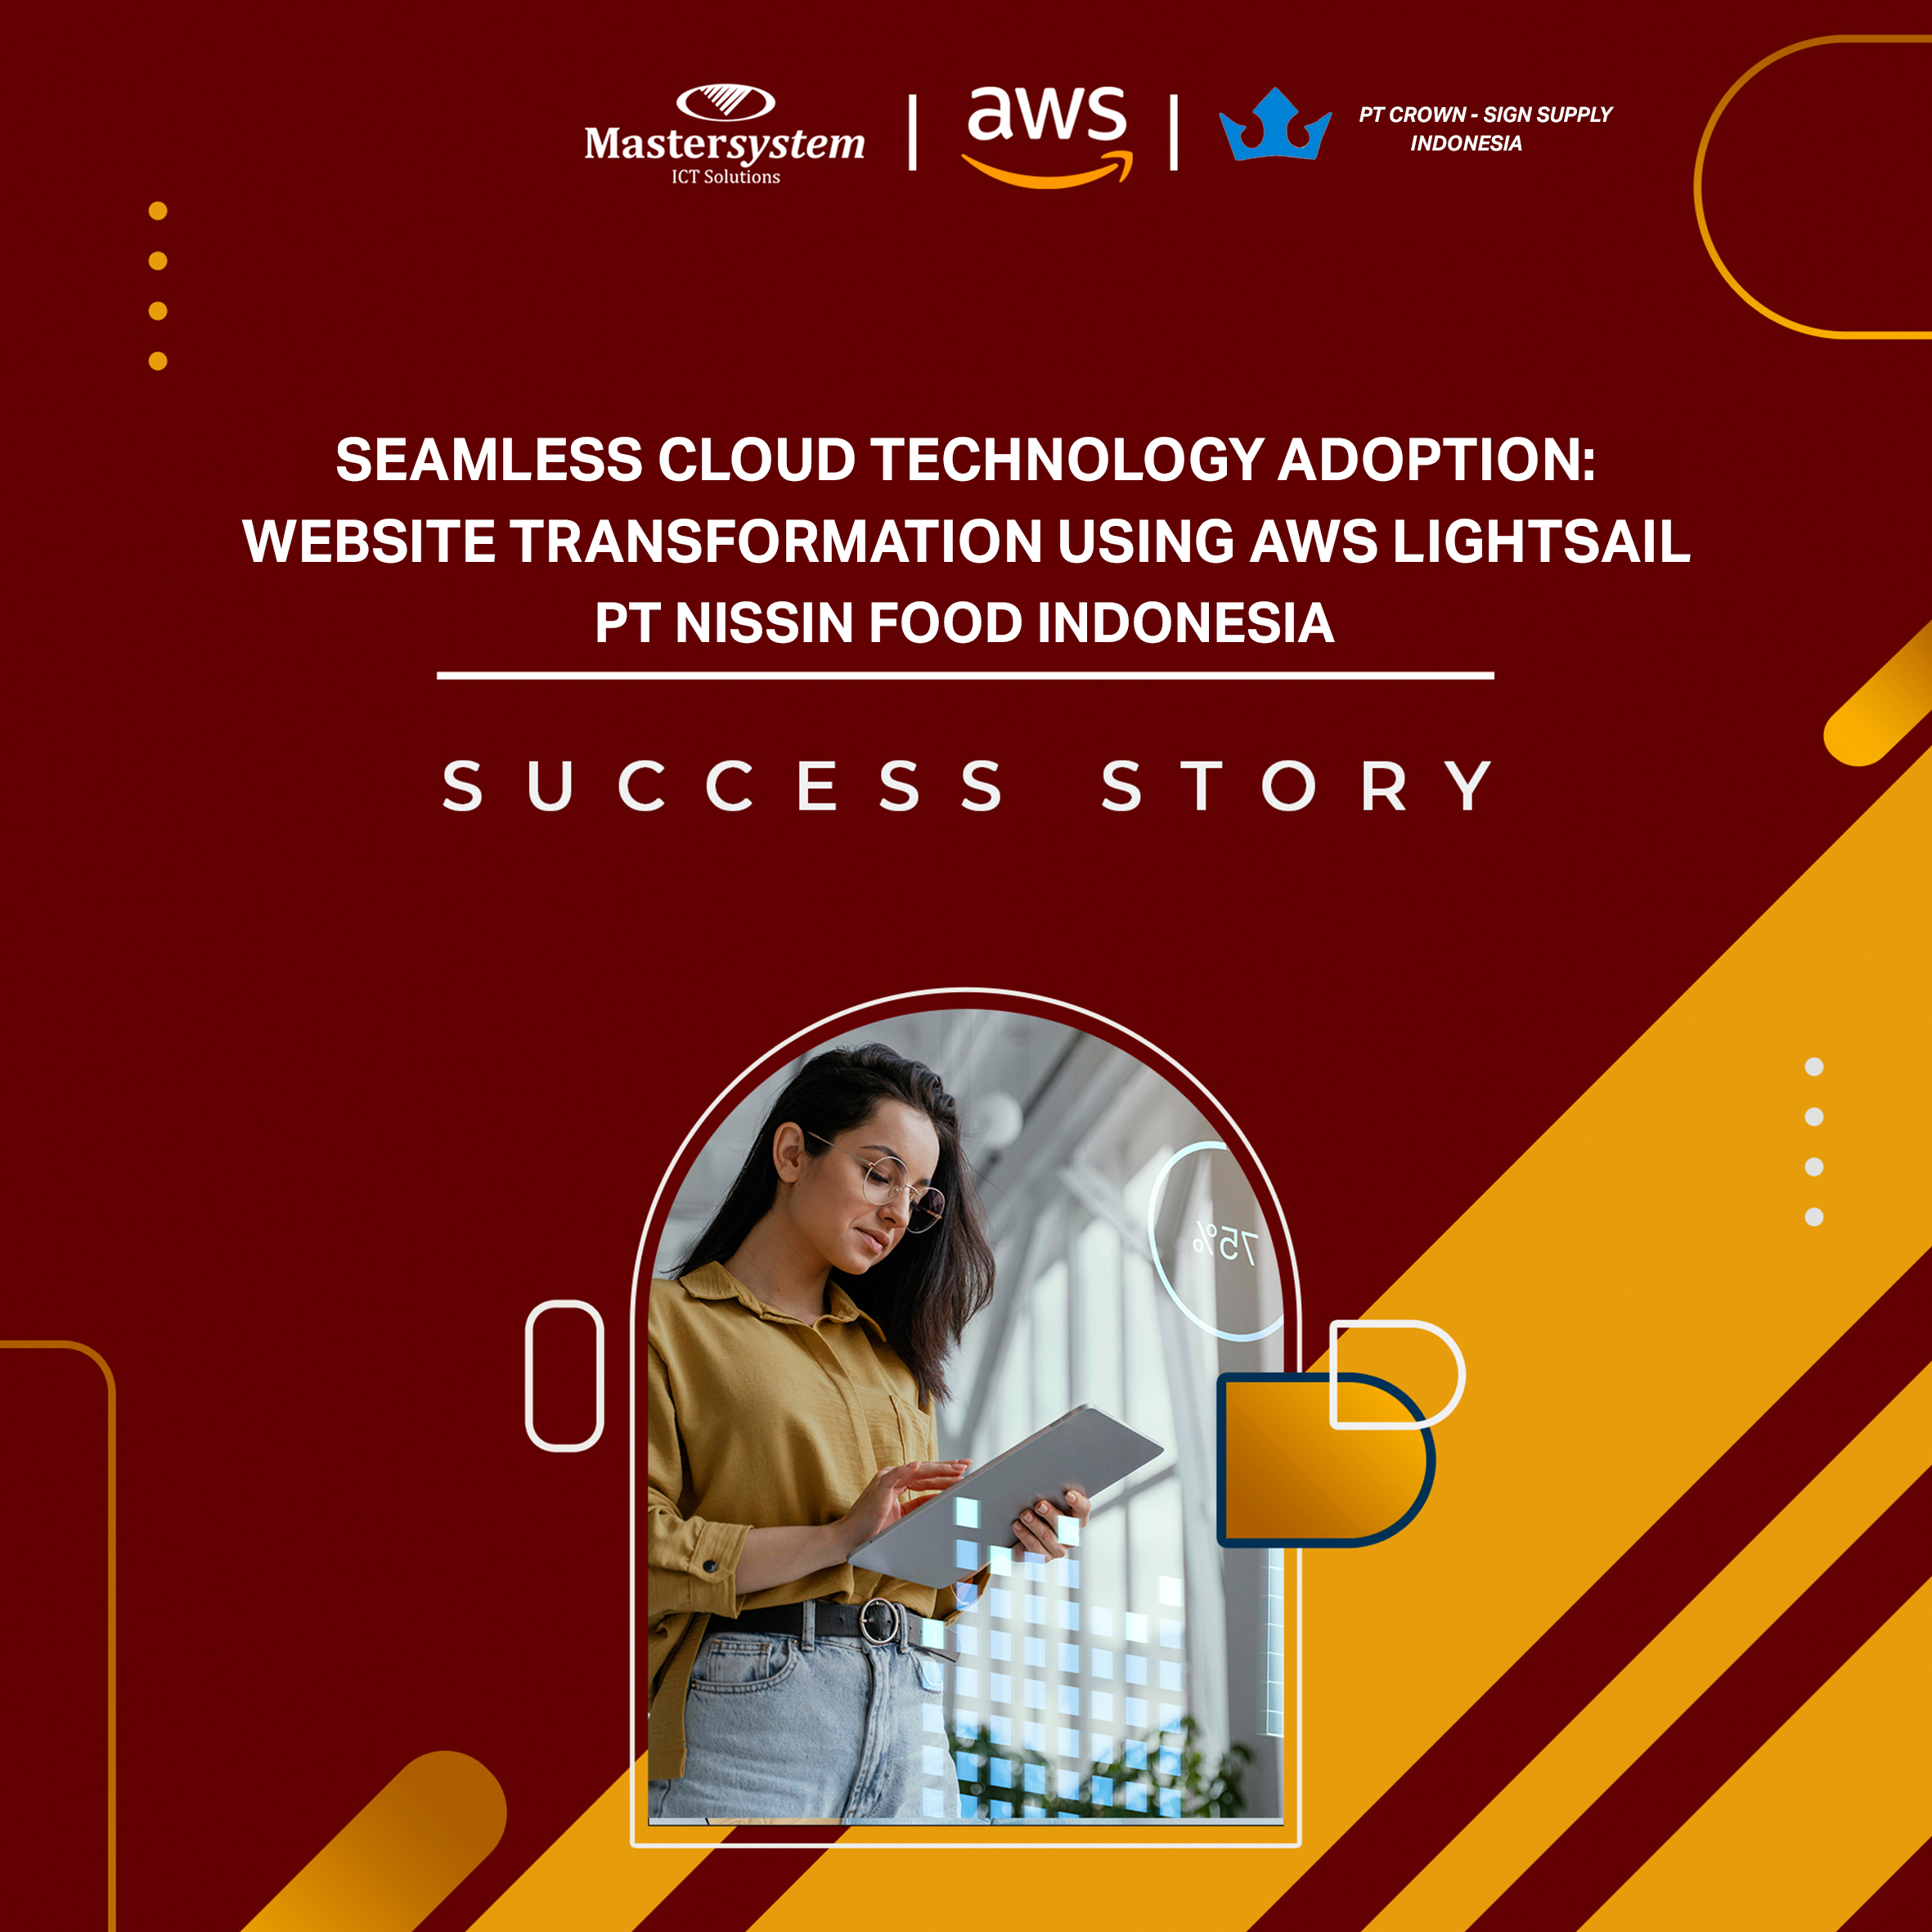 Mastersystem
ICT Solutions
aws
PT CROWN - SIGN SUPPLY
INDONESIA
SEAMLESS CLOUD TECHNOLOGY ADOPTION:
WEBSITE TRANSFORMATION USING AWS LIGHTSAIL
PT NISSIN FOOD INDONESIA
SUCCESS STORY
75%